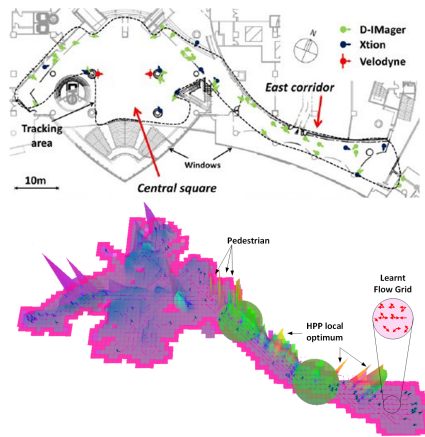 D-IMager
Xtion
Velodyne
N
East corridor
Tracking
area
Windows
10m
Central square
Pedestrian
Learnt
Flow Grid
HPP local
optimum